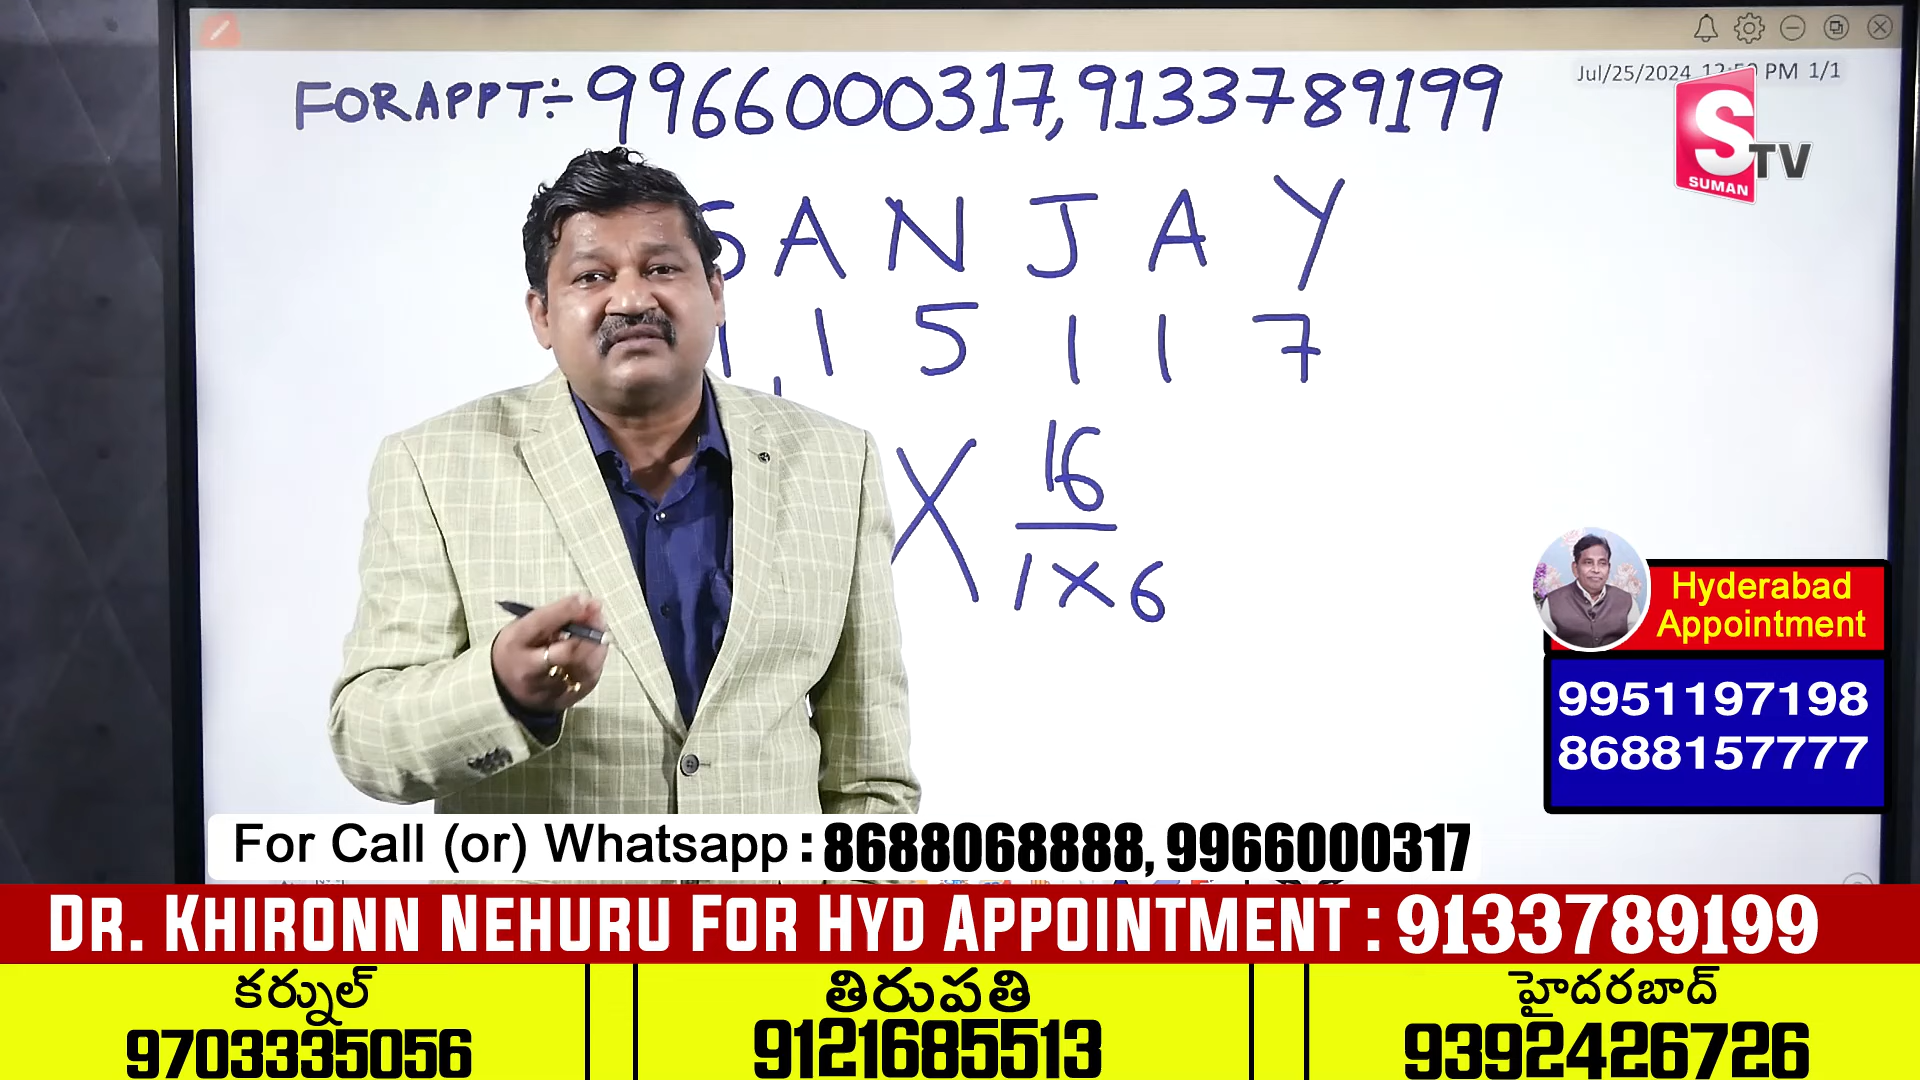 Jul/25/2024 12:50 PM 1/1
FOR APPT:- 9966000317, 9133789199
S TV
SUMAN
S A N J A Y
1 1 5 1 1 7
X 16
1 X 6
Hyderabad
Appointment
9951197198
8688157777
For Call (or) Whatsapp : 8688068888, 9966000317
DR. KHIRONN NEHURU FOR HYD APPOINTMENT : 9133789199
కర్నుల్ తిరుపతి హైదరబాద్
9703335056 9121685513 9392426726